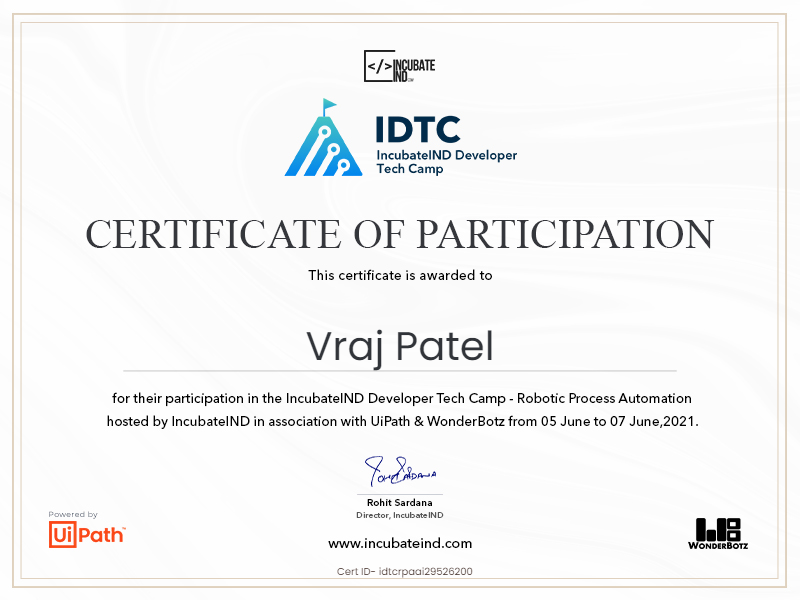 </> INCUBATE
IND.COM
IDTC
IncubateIND Developer
Tech Camp
CERTIFICATE OF PARTICIPATION
This certificate is awarded to
Vraj Patel
for their participation in the IncubateIND Developer Tech Camp - Robotic Process Automation
hosted by IncubateIND in association with UiPath & WonderBotz from 05 June to 07 June,2021.
Rohit Sardana
Rohit Sardana
Director, IncubateIND
Powered by
UiPath™
www.incubateind.com
WONDERBOTZ
Cert ID- idtcrpaai29526200